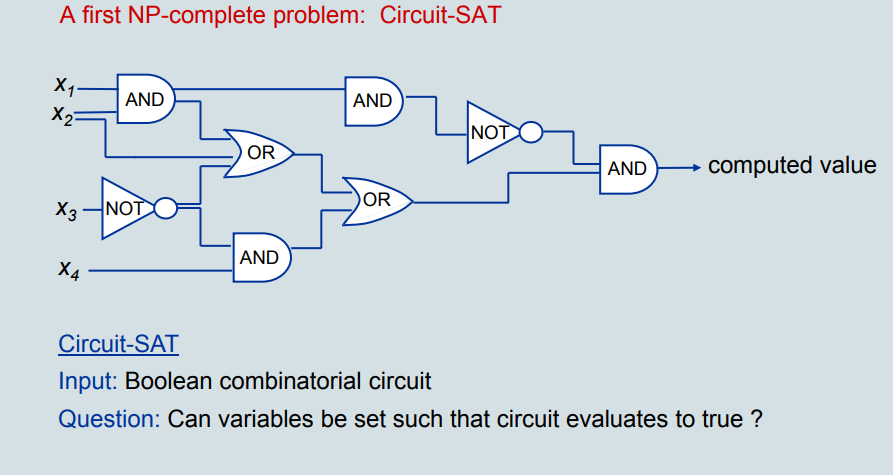 A first NP-complete problem: Circuit-SAT
x1
AND
AND
x2
NOT
OR
AND
computed value
x3
NOT
OR
AND
x4
Circuit-SAT
Input: Boolean combinatorial circuit
Question: Can variables be set such that circuit evaluates to true ?